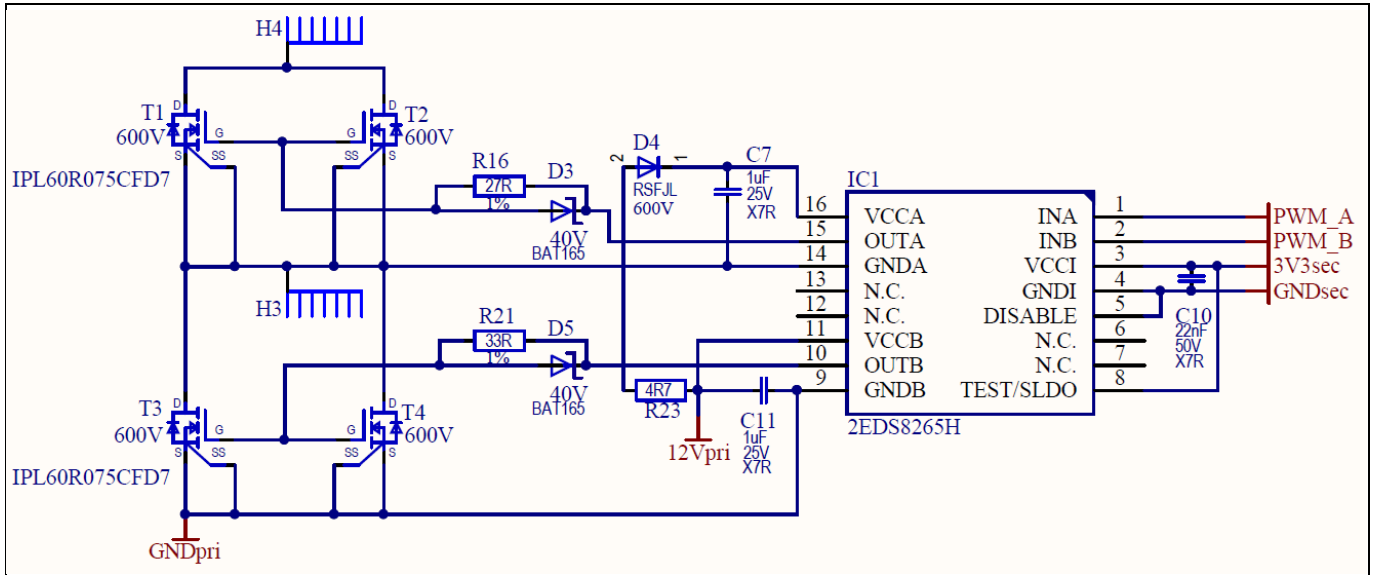 H4
T1
600V
IPL60R075CFD7
D
G
S
SS
T2
600V
D
G
S
SS
R16
27R
1%
D3
40V
BAT165
2
D4
1
RSFJL
600V
C7
1uF
25V
X7R
H3
R21
33R
1%
D5
40V
BAT165
T3
600V
IPL60R075CFD7
D
G
S
SS
T4
600V
D
G
S
SS
GNDpri
4R7
R23
12Vpri
C11
1uF
25V
X7R
IC1
16 VCCA INA 1 PWM_A
15 OUTA INB 2 PWM_B
14 GNDA VCCI 3 3V3sec
13 N.C. GNDI 4 GNDsec
12 N.C. DISABLE 5
11 VCCB N.C. 6
10 OUTB N.C. 7
9 GNDB TEST/SLDO 8
2EDS8265H
C10
22nF
50V
X7R